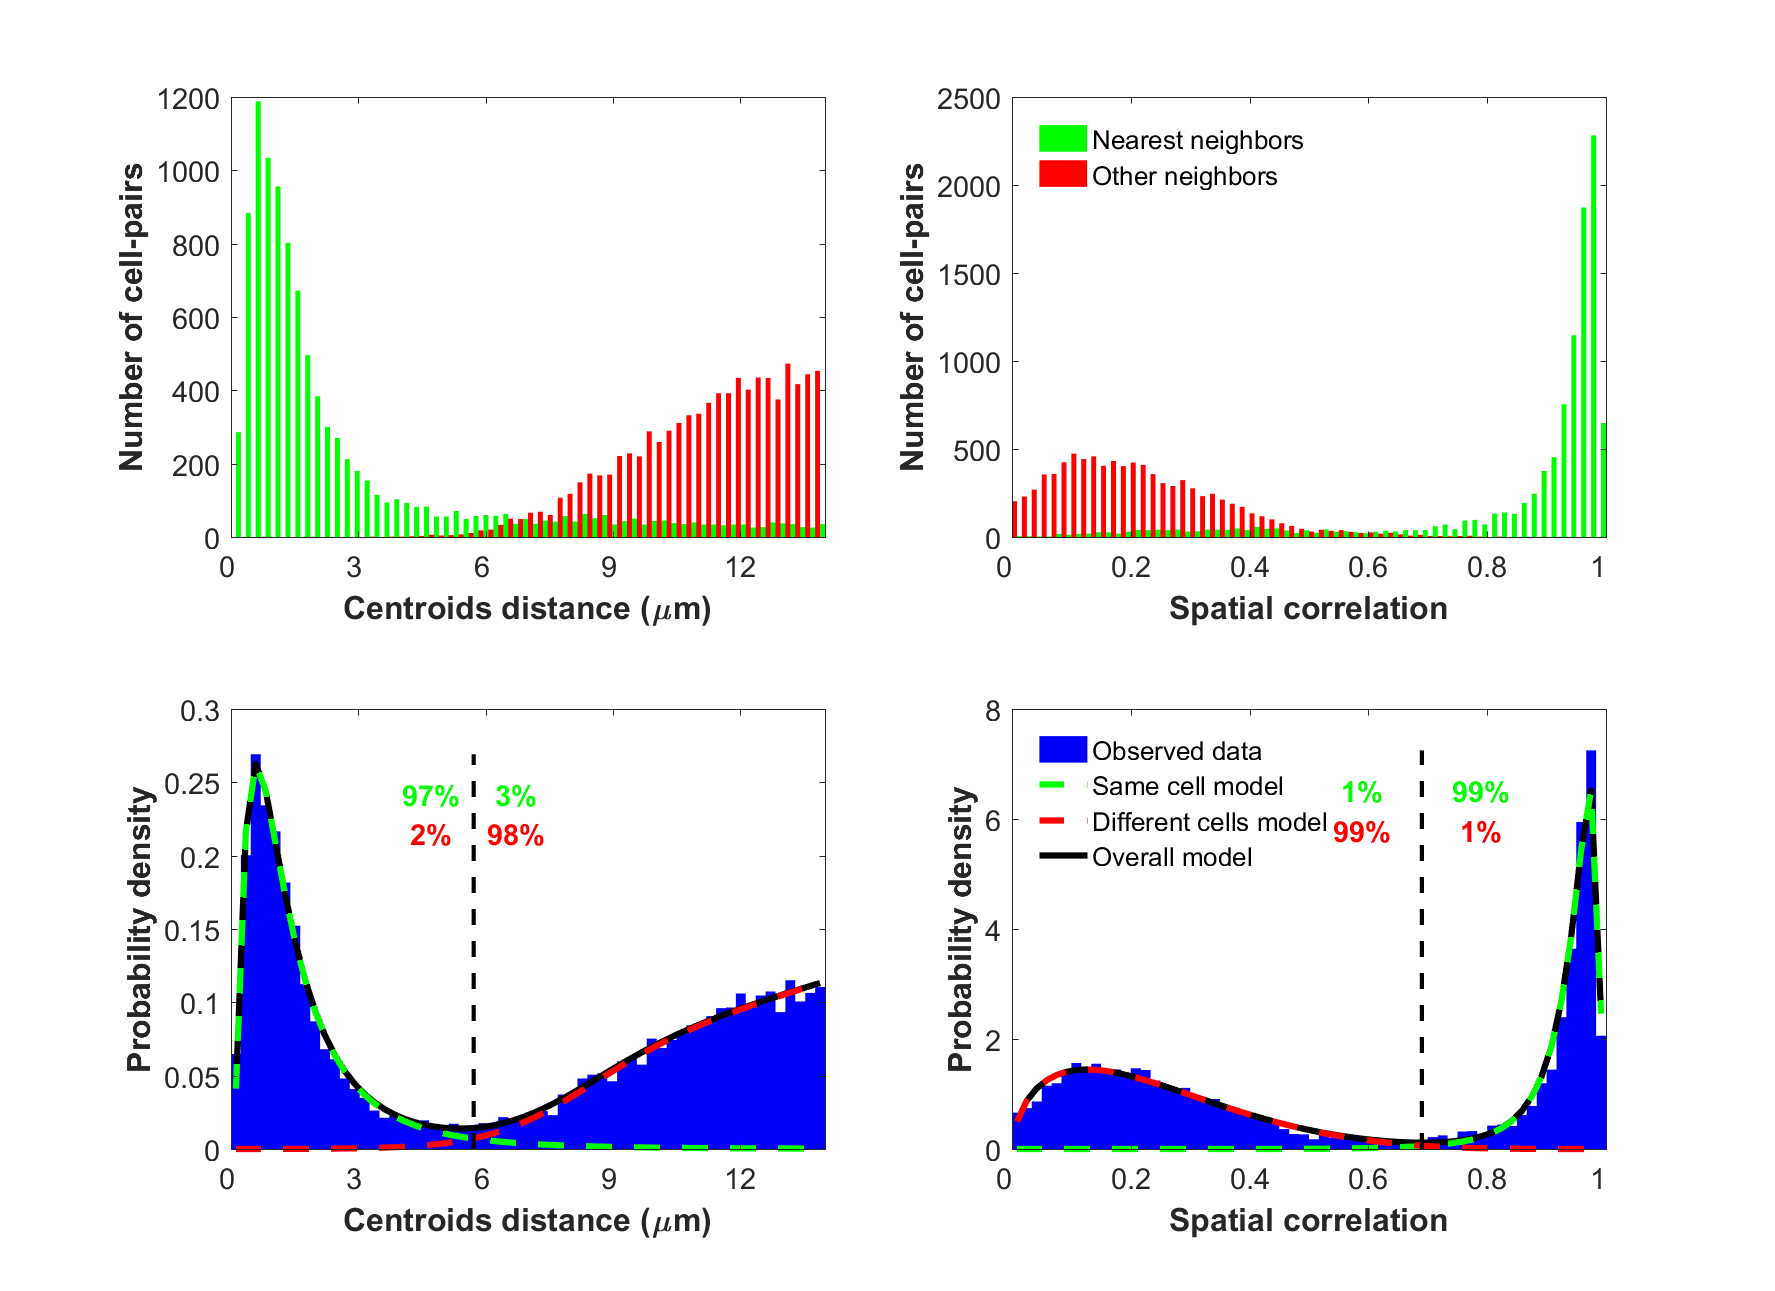 1200
1000
800
600
400
200
0
0 3 6 9 12
Number of cell-pairs
Centroids distance (μm)
2500
2000
1500
1000
500
0
0 0.2 0.4 0.6 0.8 1
Number of cell-pairs
Spatial correlation
Nearest neighbors
Other neighbors
0.3
0.25
0.2
0.15
0.1
0.05
0
0 3 6 9 12
Probability density
Centroids distance (μm)
97% 3%
2% 98%
8
6
4
2
0
0 0.2 0.4 0.6 0.8 1
Probability density
Spatial correlation
Observed data
Same cell model
Different cells model
Overall model
1% 99%
99% 1%